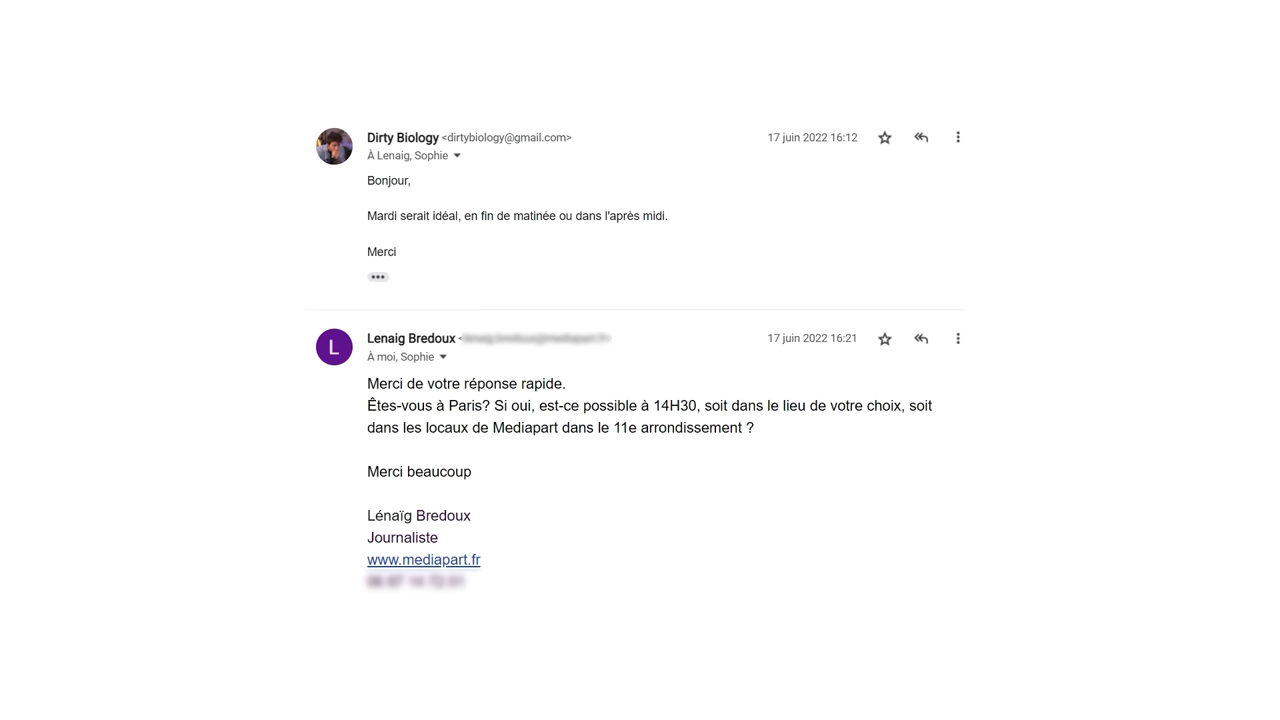 Dirty Biology <dirtybiology@gmail.com> 17 juin 2022 16:12
À Lenaig, Sophie
Bonjour,
Mardi serait idéal, en fin de matinée ou dans l'après midi.
Merci
Lenaig Bredoux 17 juin 2022 16:21
À moi, Sophie
L
Merci de votre réponse rapide.
Êtes-vous à Paris? Si oui, est-ce possible à 14H30, soit dans le lieu de votre choix, soit
dans les locaux de Mediapart dans le 11e arrondissement ?
Merci beaucoup
Lénaïg Bredoux
Journaliste
www.mediapart.fr